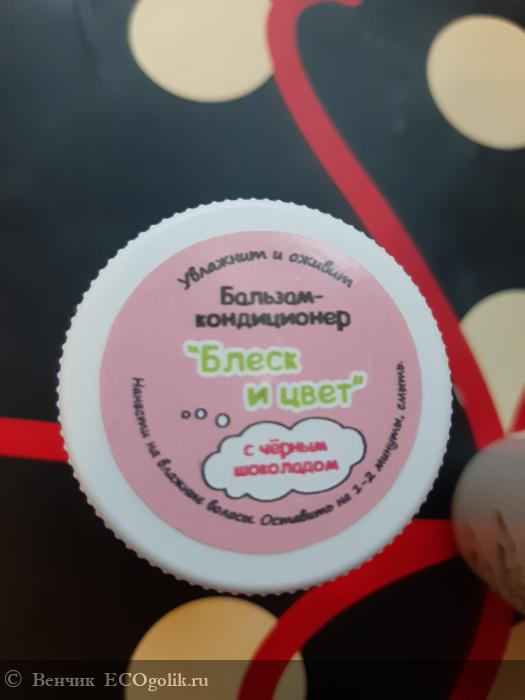 Увлажнит и оживит
Бальзам-
кондиционер
"Блеск
и цвет"
с чёрным
шоколадом
Нанести на влажные волосы. Оставить на 1-2 минуты, смыть.
© Венчик ECOgolik.ru